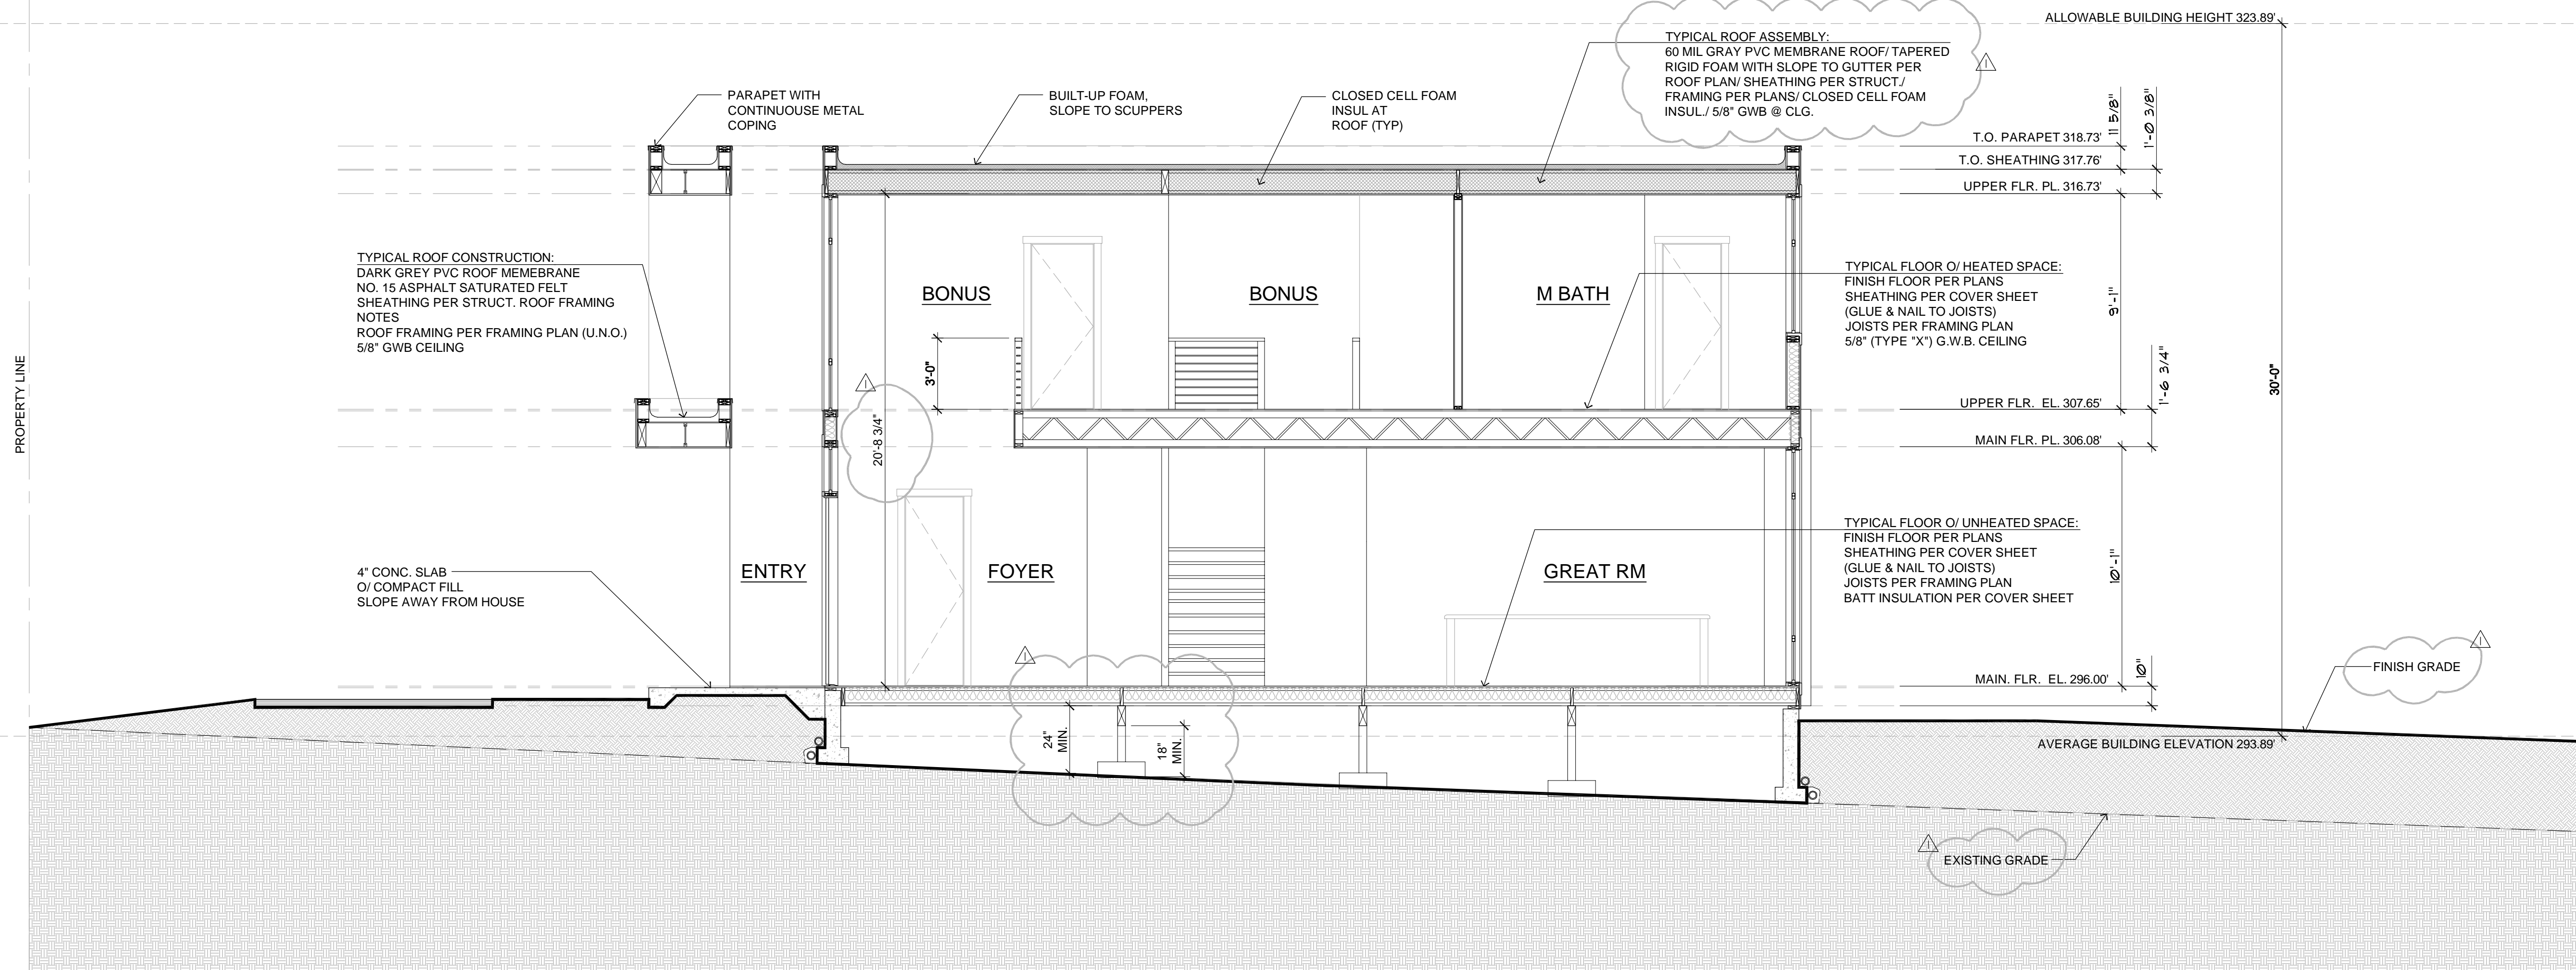 ALLOWABLE BUILDING HEIGHT 323.89'
TYPICAL ROOF ASSEMBLY:
60 MIL GRAY PVC MEMBRANE ROOF/ TAPERED
RIGID FOAM WITH SLOPE TO GUTTER PER
ROOF PLAN/ SHEATHING PER STRUCT./
FRAMING PER PLANS/ CLOSED CELL FOAM
INSUL./ 5/8" GWB @ CLG.
1
PARAPET WITH
CONTINUOUSE METAL
COPING
BUILT-UP FOAM,
SLOPE TO SCUPPERS
CLOSED CELL FOAM
INSUL AT
ROOF (TYP)
T.O. PARAPET 318.73'
11 5/8"
1'-0 3/8"
T.O. SHEATHING 317.76'
UPPER FLR. PL. 316.73'
TYPICAL ROOF CONSTRUCTION:
DARK GREY PVC ROOF MEMEBRANE
NO. 15 ASPHALT SATURATED FELT
SHEATHING PER STRUCT. ROOF FRAMING
NOTES
ROOF FRAMING PER FRAMING PLAN (U.N.O.)
5/8" GWB CEILING
BONUS
BONUS
M BATH
TYPICAL FLOOR O/ HEATED SPACE:
FINISH FLOOR PER PLANS
SHEATHING PER COVER SHEET
(GLUE & NAIL TO JOISTS)
JOISTS PER FRAMING PLAN
5/8" (TYPE "X") G.W.B. CEILING
9'-1"
PROPERTY LINE
3'-0"
1
20'-8 3/4"
1'-6 3/4"
30'-0"
UPPER FLR. EL. 307.65'
MAIN FLR. PL. 306.08'
TYPICAL FLOOR O/ UNHEATED SPACE:
FINISH FLOOR PER PLANS
SHEATHING PER COVER SHEET
(GLUE & NAIL TO JOISTS)
JOISTS PER FRAMING PLAN
BATT INSULATION PER COVER SHEET
10'-1"
4" CONC. SLAB
O/ COMPACT FILL
SLOPE AWAY FROM HOUSE
ENTRY
FOYER
GREAT RM
1
1
FINISH GRADE
MAIN. FLR. EL. 296.00'
10"
24"
MIN.
18"
MIN.
AVERAGE BUILDING ELEVATION 293.89'
1
EXISTING GRADE